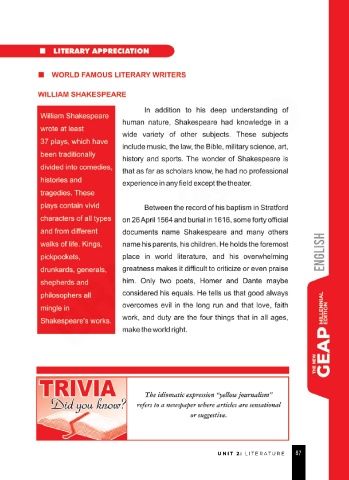 LITERARY APPRECIATION
WORLD FAMOUS LITERARY WRITERS
WILLIAM SHAKESPEARE
William Shakespeare
wrote at least
37 plays, which have
been traditionally
divided into comedies,
histories and
tragedies. These
plays contain vivid
characters of all types
and from different
walks of life. Kings,
pickpockets,
drunkards, generals,
shepherds and
philosophers all
mingle in
Shakespeare's works.
In addition to his deep understanding of
human nature, Shakespeare had knowledge in a
wide variety of other subjects. These subjects
include music, the law, the Bible, military science, art,
history and sports. The wonder of Shakespeare is
that as far as scholars know, he had no professional
experience in any field except the theater.
Between the record of his baptism in Stratford
on 26 April 1564 and burial in 1616, some forty official
documents name Shakespeare and many others
name his parents, his children. He holds the foremost
place in world literature, and his overwhelming
greatness makes it difficult to criticize or even praise
him. Only two poets, Homer and Dante maybe
considered his equals. He tells us that good always
overcomes evil in the long run and that love, faith
work, and duty are the four things that in all ages,
make the world right.
ENGLISH
THE NEW
GEAP
MILLENNIAL
EDITION
TRIVIA
Did you know?
The idiomatic expression "yellow journalism"
refers to a newspaper where articles are sensational
or suggestive.
UNIT 2: LITERATURE 87